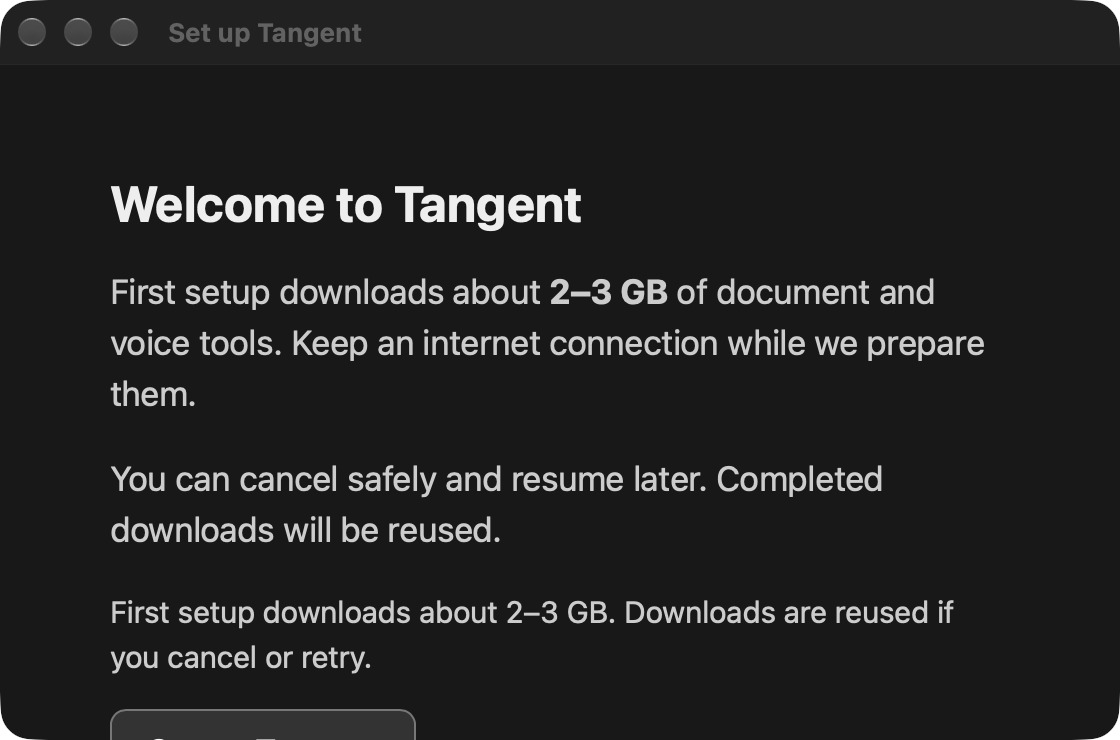 Set up Tangent
Welcome to Tangent
First setup downloads about 2–3 GB of document and
voice tools. Keep an internet connection while we prepare
them.
You can cancel safely and resume later. Completed
downloads will be reused.
First setup downloads about 2–3 GB. Downloads are reused if
you cancel or retry.